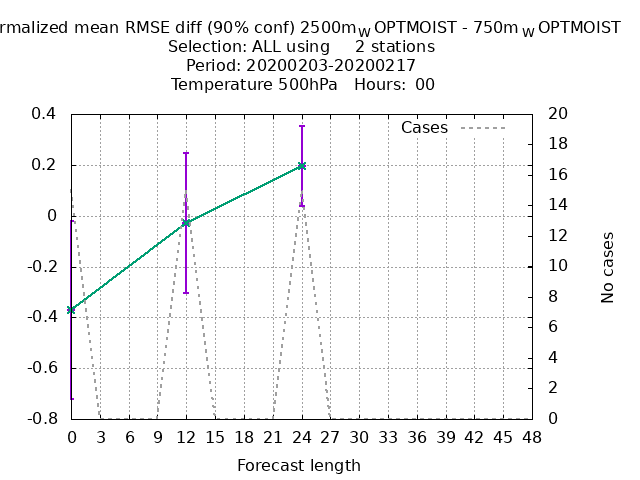 rmalized mean RMSE diff (90% conf) 2500m W OPTMOIST - 750m W OPTMOIST
Selection: ALL using 2 stations
Period: 20200203-20200217
Temperature 500hPa Hours: 00
Cases
0.4
0.2
0
-0.2
-0.4
-0.6
-0.8
20
18
16
14
12
10
8
6
4
2
0
No cases
0 3 6 9 12 15 18 21 24 27 30 33 36 39 42 45 48
Forecast length